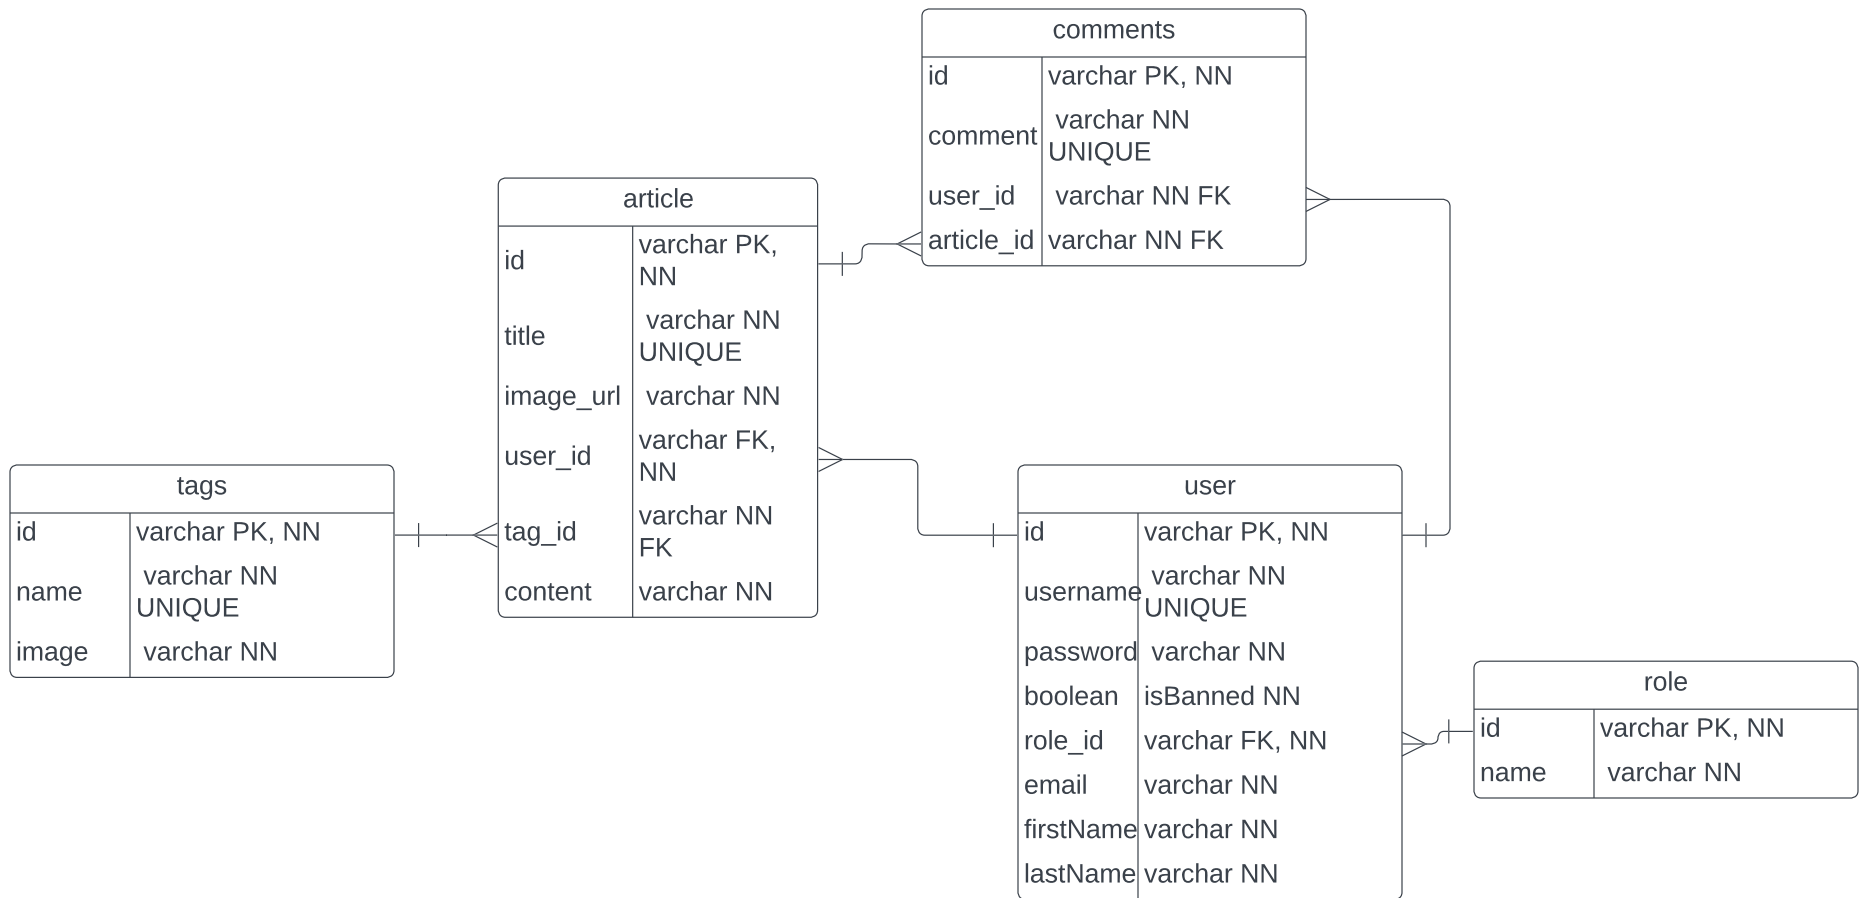 comments
id varchar PK, NN
comment varchar NN
UNIQUE
user_id varchar NN FK
article_id varchar NN FK
article
id varchar PK,
NN
title varchar NN
UNIQUE
image_url varchar NN
user_id varchar FK,
NN
tag_id varchar NN
FK
content varchar NN
tags
id varchar PK, NN
name varchar NN
UNIQUE
image varchar NN
user
id varchar PK, NN
username varchar NN
UNIQUE
password varchar NN
boolean isBanned NN
role_id varchar FK, NN
email varchar NN
firstName varchar NN
lastName varchar NN
role
id varchar PK, NN
name varchar NN